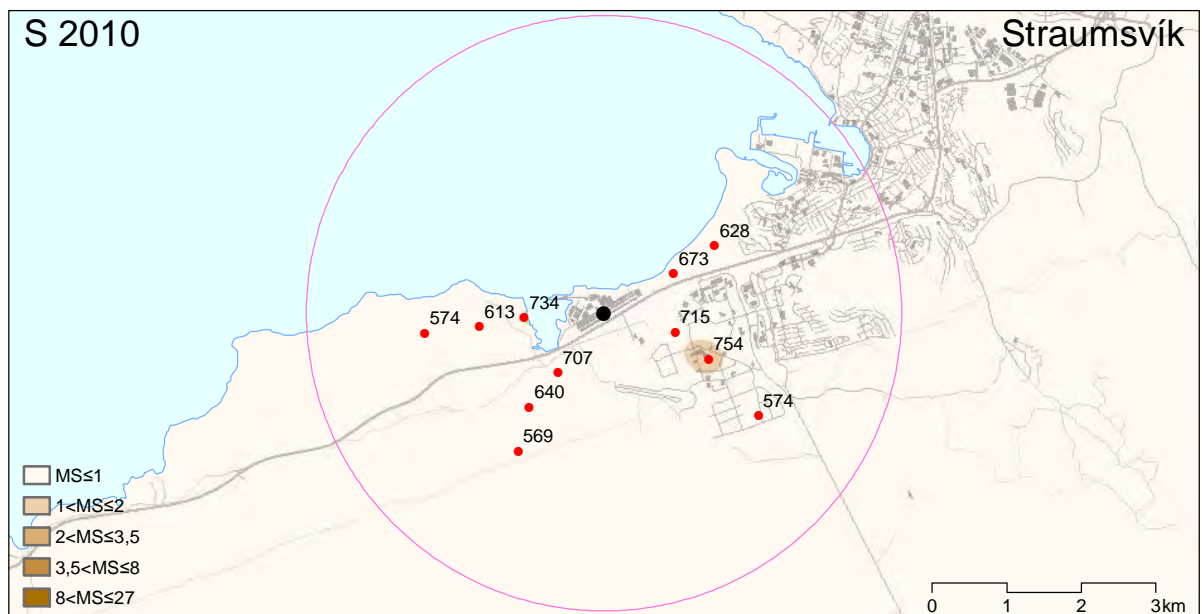 S 2010
Straumsvík
628
673
734
613
574
715
754
707
640
574
569
MS≤1
1<MS≤2
2<MS≤3,5
3,5<MS≤8
8<MS≤27
0 1 2 3km